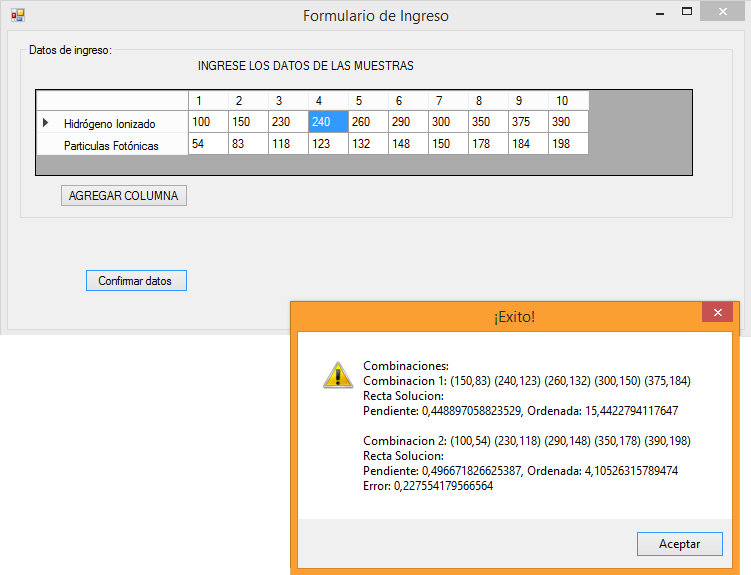 Formulario de Ingreso
Datos de ingreso:
INGRESE LOS DATOS DE LAS MUESTRAS
1 2 3 4 5 6 7 8 9 10
Hidrógeno Ionizado 100 150 230 240 260 290 300 350 375 390
Particulas Fotónicas 54 83 118 123 132 148 150 178 184 198
AGREGAR COLUMNA
Confirmar datos
¡Exito!
Combinaciones:
Combinacion 1: (150,83) (240,123) (260,132) (300,150) (375,184)
Recta Solucion:
Pendiente: 0,448897058823529, Ordenada: 15,4422794117647
Combinacion 2: (100,54) (230,118) (290,148) (350,178) (390,198)
Recta Solucion:
Pendiente: 0,496671826625387, Ordenada: 4,10526315789474
Error: 0,227554179566564
Aceptar